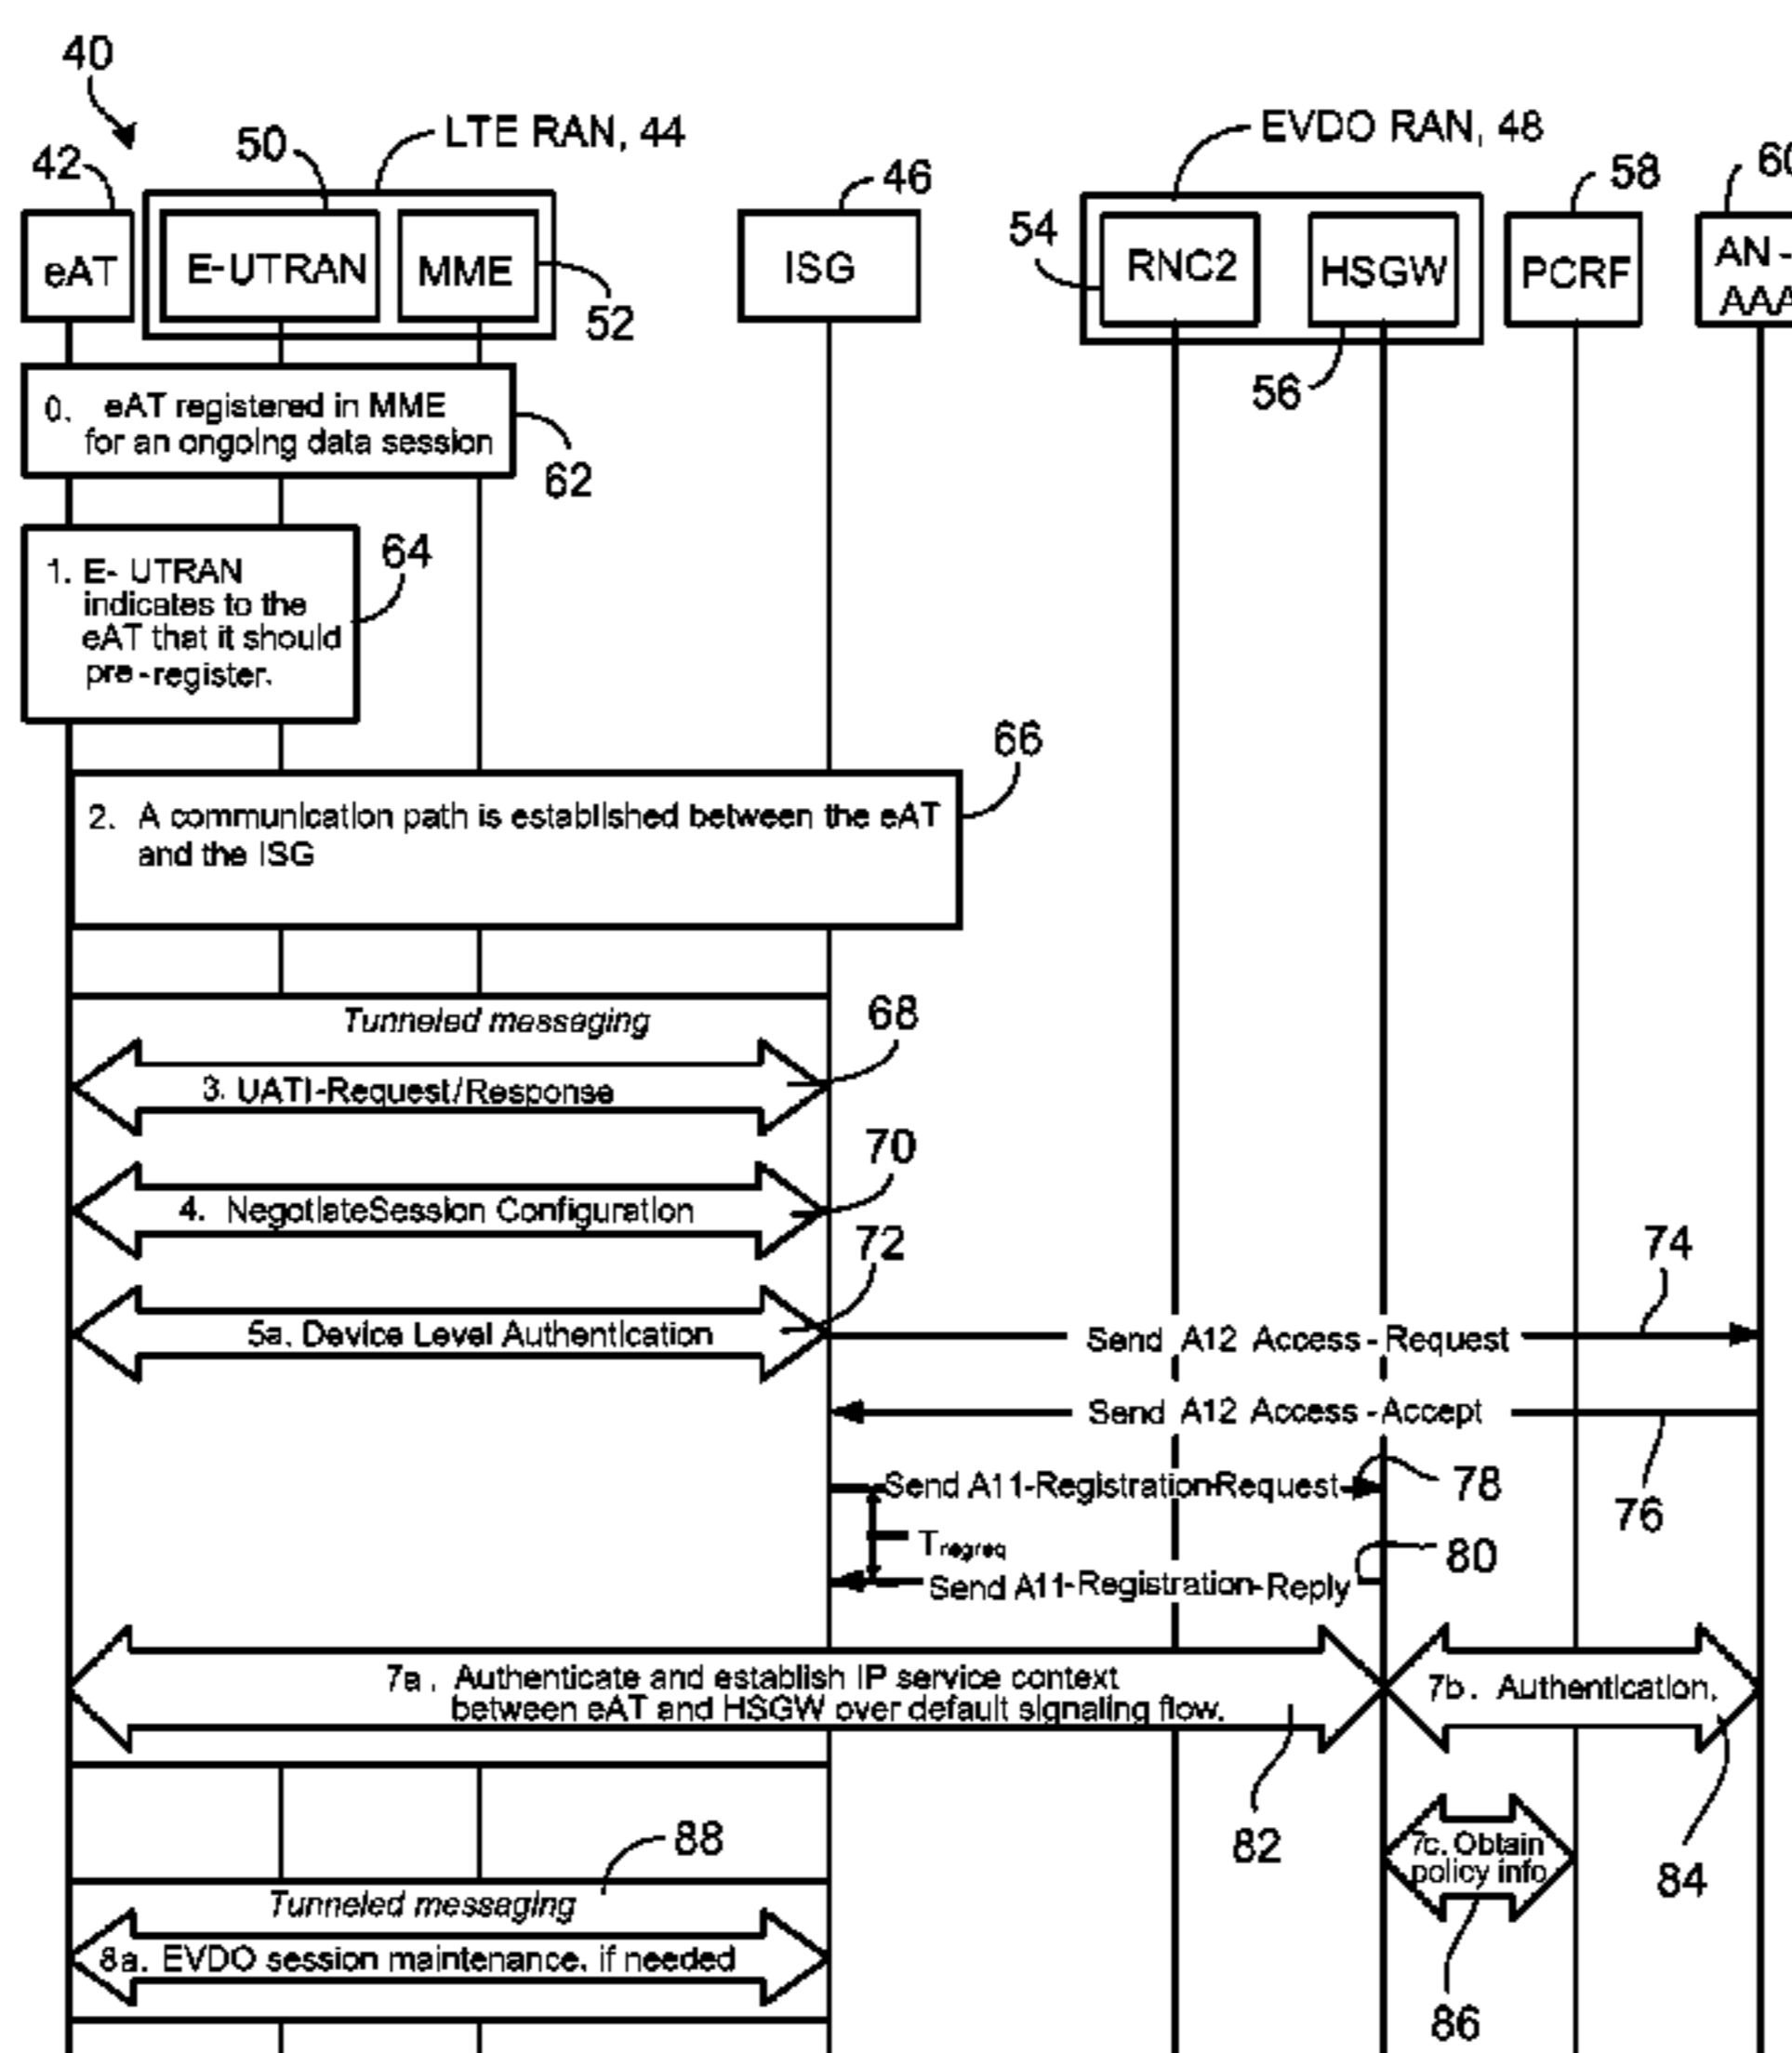 40
42
50
LTE RAN, 44
46
EVDO RAN, 48
58
54
eAT
E-UTRAN
MME
ISG
RNC2
HSGW
PCRF
AN -
AAA
52
56
0. eAT registered in MME
for an ongoing data session
62
1. E- UTRAN
indicates to the
eAT that it should
pre-register.
64
66
2. A communication path is established between the eAT
and the ISG
Tunneled messaging
68
3. UATI-Request/Response
70
4. NegotiateSession Configuration
72
74
5a. Device Level Authentication
Send A12 Access-Request
Send A12 Access-Accept
76
Send A11-Registration-Request
78
Tregreq
80
Send A11-Registration-Reply
7a. Authenticate and establish IP service context
between eAT and HSGW over default signaling flow.
7b. Authentication.
82
84
7c. Obtain
policy info
86
88
Tunneled messaging
8a. EVDO session maintenance, if needed